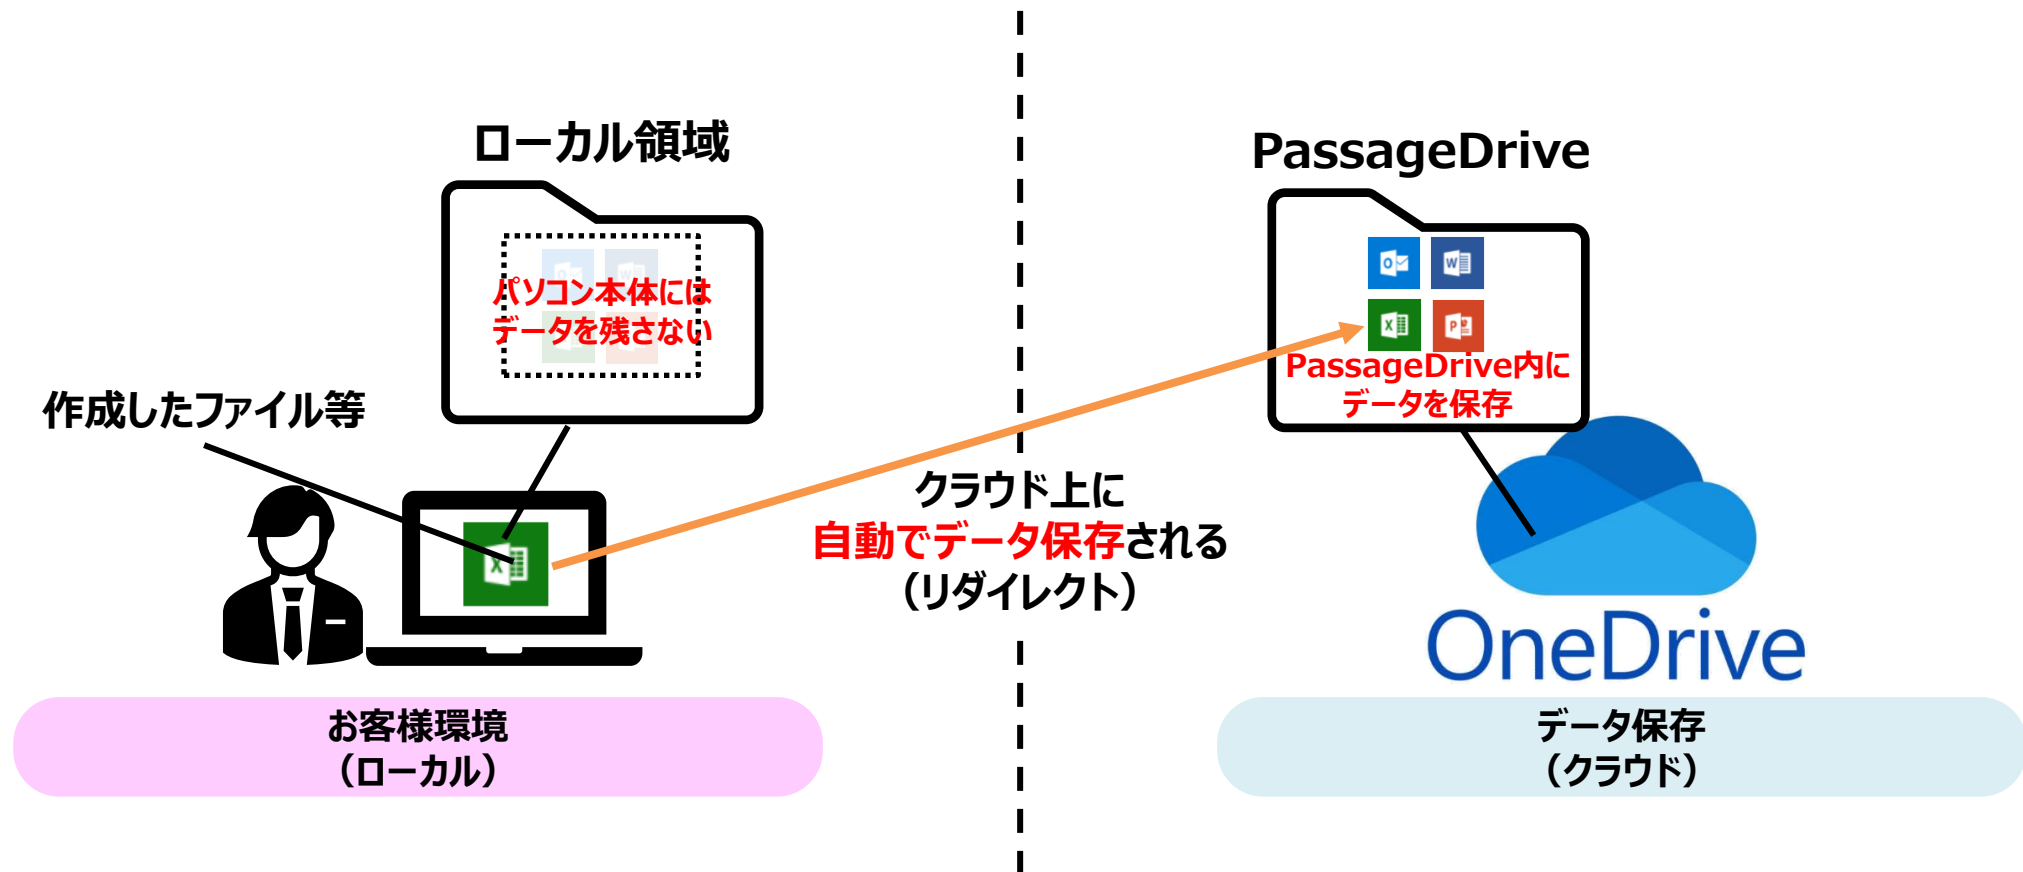 ローカル領域
パソコン本体には
データを残さない
作成したファイル等
PassageDrive
PassageDrive内に
データを保存
クラウド上に
自動でデータ保存される
（リダイレクト）
OneDrive
お客様環境
（ローカル）
データ保存
（クラウド）